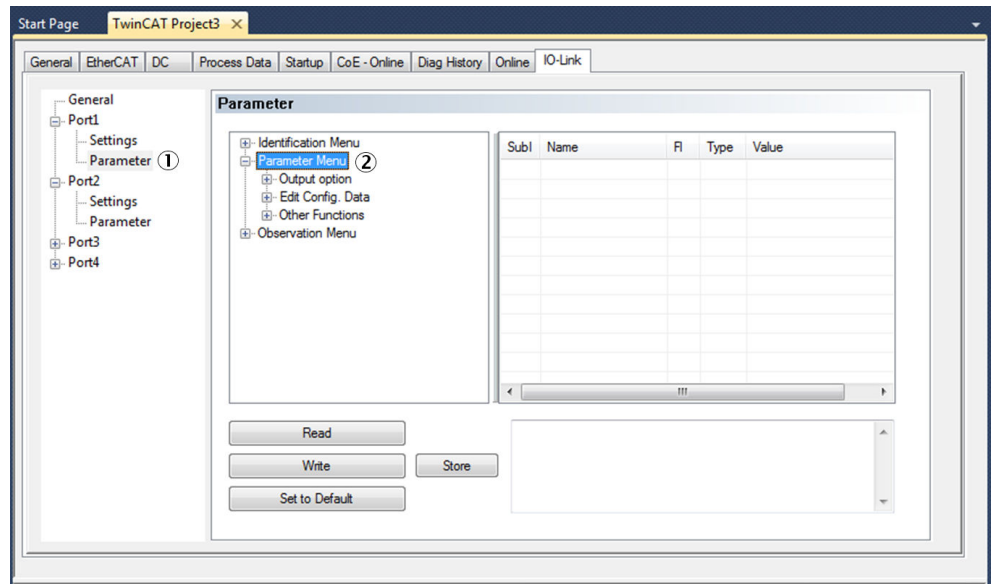 Start Page TwinCAT Project3
General EtherCAT DC Process Data Startup CoE - Online Diag History Online IO-Link
General
Port1
Settings
Parameter ①
Port2
Settings
Parameter
Port3
Port4
Parameter
Identification Menu
Parameter Menu ②
Output option
Edit Config. Data
Other Functions
Observation Menu
SubI Name Fl Type Value
Read
Write Store
Set to Default